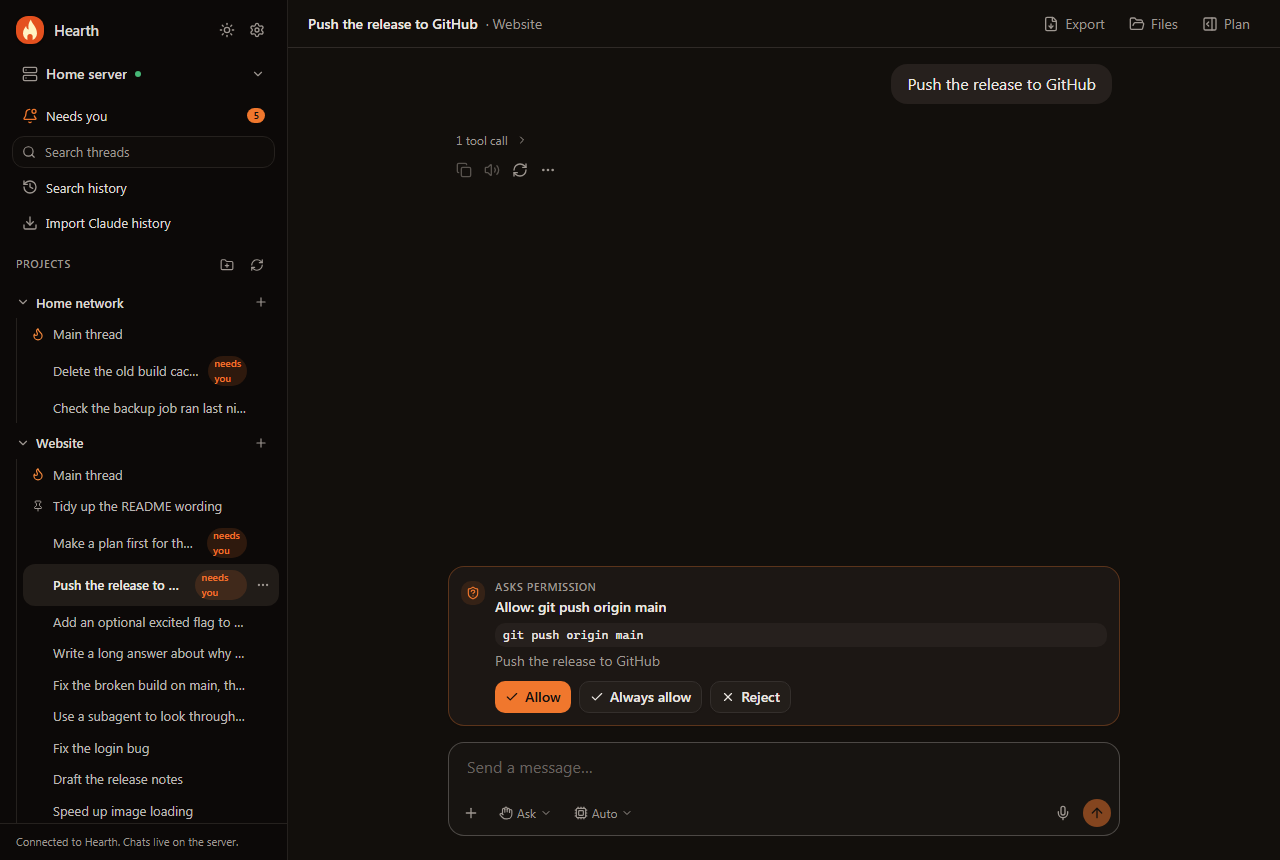 Hearth
Home server
Needs you 5
Search threads
Search history
Import Claude history
PROJECTS
Home network
Main thread
Delete the old build cac... needs you
Check the backup job ran last ni...
Website
Main thread
Tidy up the README wording
Make a plan first for th... needs you
Push the release to ... needs you
Add an optional excited flag to ...
Write a long answer about why ...
Fix the broken build on main, th...
Use a subagent to look through...
Fix the login bug
Draft the release notes
Speed up image loading
Connected to Hearth. Chats live on the server.
Push the release to GitHub · Website
Export Files Plan
Push the release to GitHub
1 tool call
ASKS PERMISSION
Allow: git push origin main
git push origin main
Push the release to GitHub
Allow Always allow Reject
Send a message...
Ask Auto